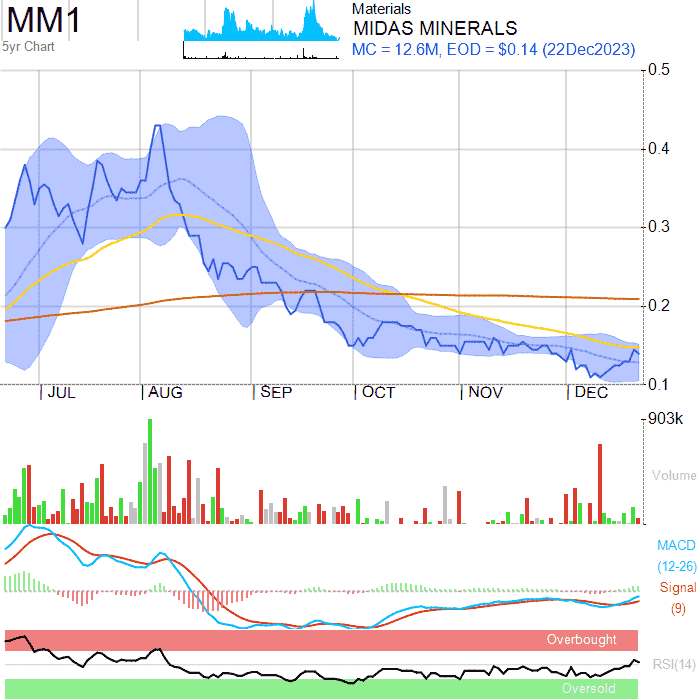 MM1
5yr Chart
Materials
MIDAS MINERALS
MC = 12.6M, EOD = $0.14 (22Dec2023)
0.5
0.4
0.3
0.2
0.1
JUL AUG SEP OCT NOV DEC
903k
Volume
MACD
(12-26)
Signal
(9)
Overbought
RSI(14)
Oversold